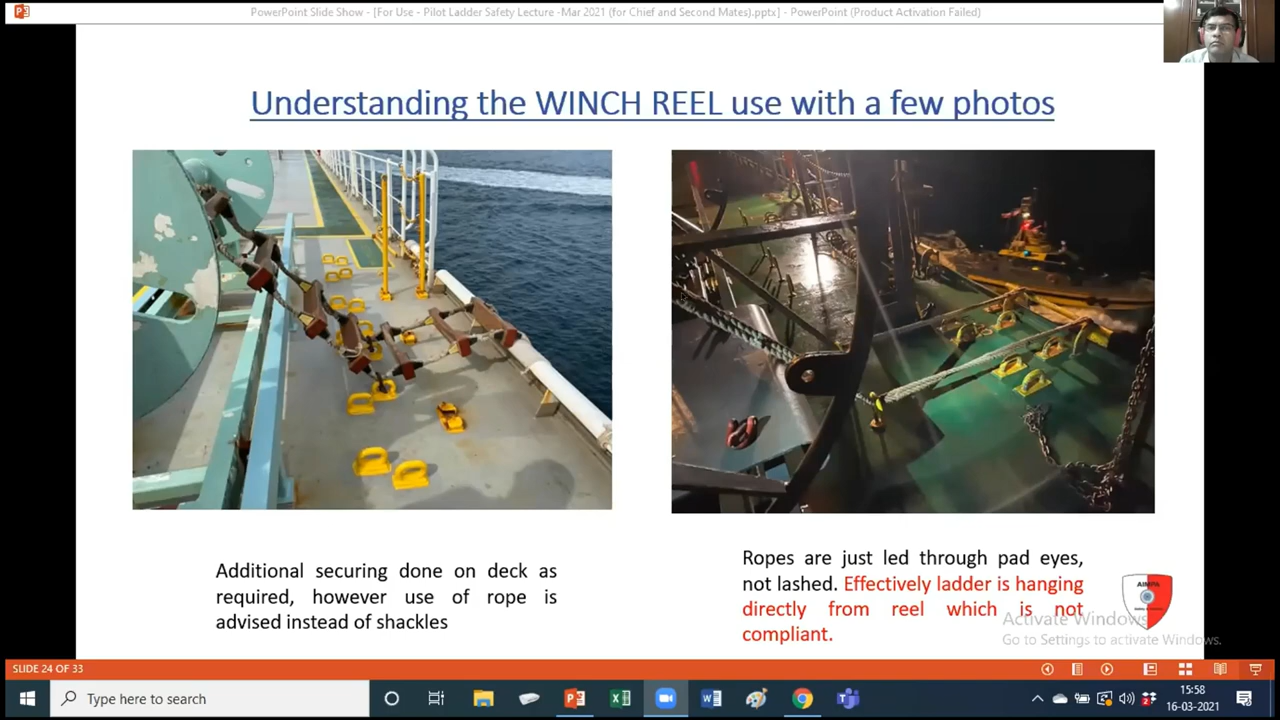 PowerPoint Slide Show - [For Use - Pilot Ladder Safety Lecture -Mar 2021 (for Chief and Second Mates).pptx] - PowerPoint (Product Activation Failed)
Understanding the WINCH REEL use with a few photos
Additional securing done on deck as
required, however use of rope is
advised instead of shackles
Ropes are just led through pad eyes,
not lashed. Effectively ladder is hanging
directly from reel which is not
compliant.
AIMPA
Activate Windows
Go to Settings to activate Windows.
SLIDE 24 OF 33
Type here to search
15:58
16-03-2021